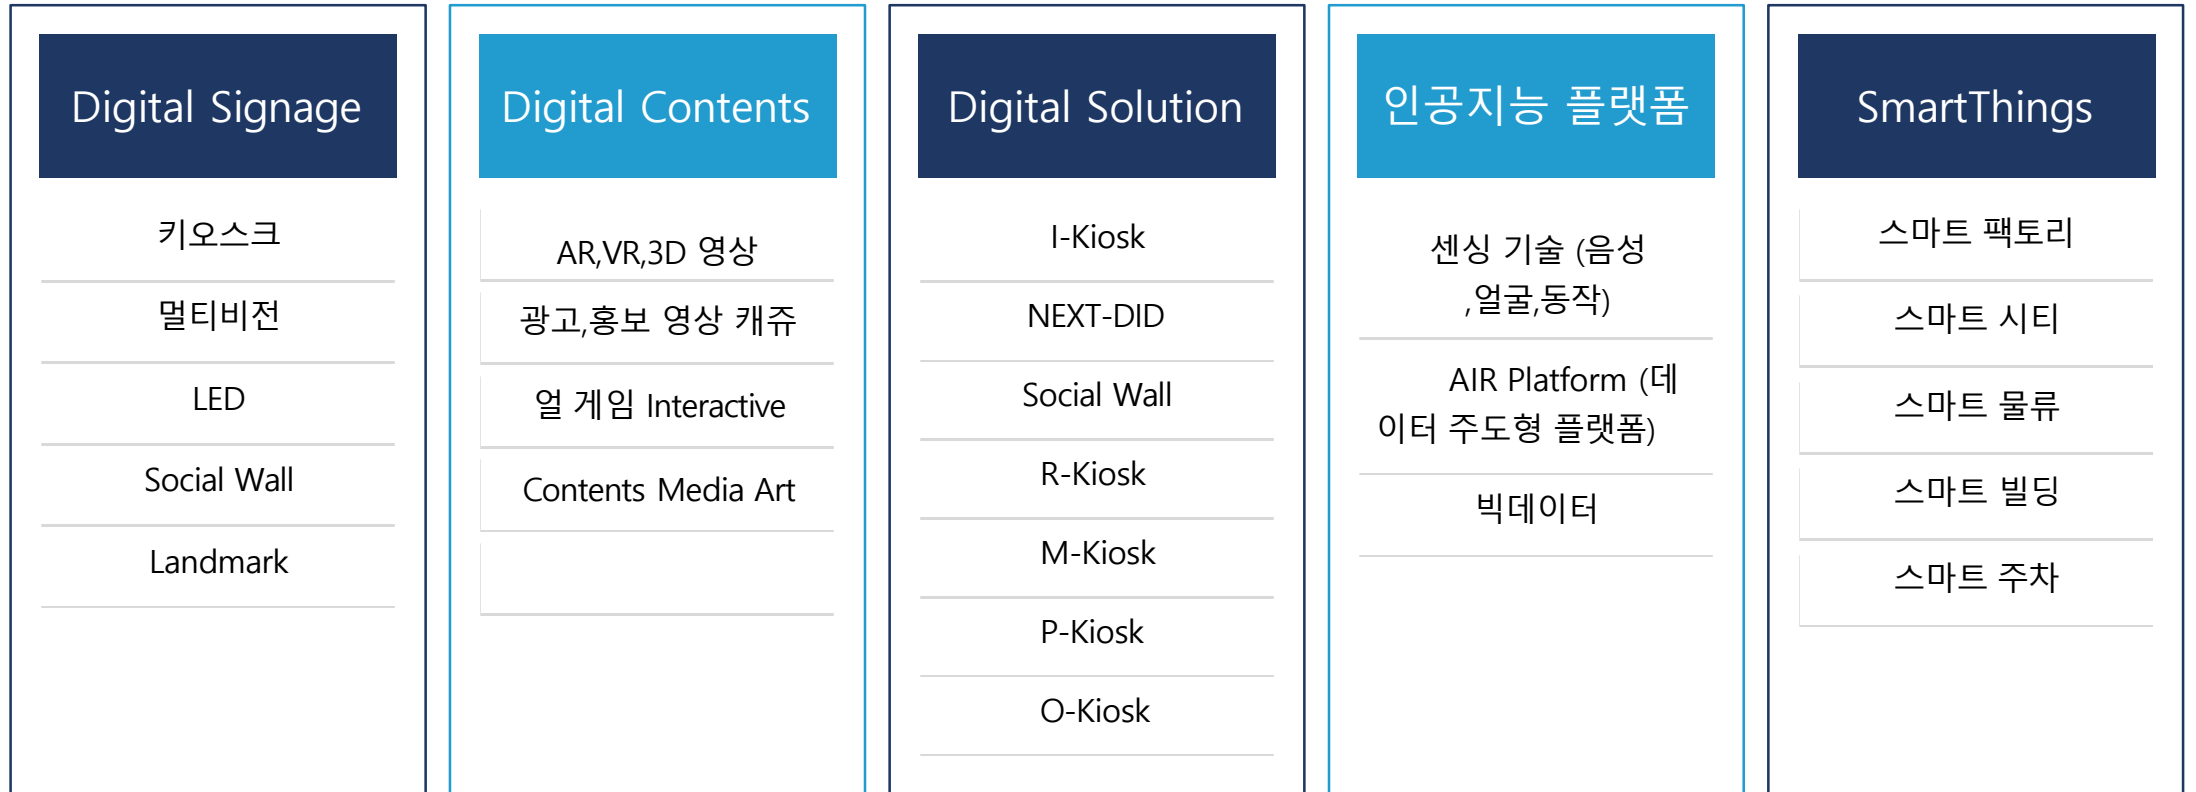 Digital Signage
키오스크
멀티비전
LED
Social Wall
Landmark
Digital Contents
AR,VR,3D 영상
광고,홍보 영상 캐쥬
얼 게임 Interactive
Contents Media Art
Digital Solution
I-Kiosk
NEXT-DID
Social Wall
R-Kiosk
M-Kiosk
P-Kiosk
O-Kiosk
인공지능 플랫폼
센싱 기술 (음성
,얼굴,동작)
AIR Platform (데
이터 주도형 플랫폼)
빅데이터
SmartThings
스마트 팩토리
스마트 시티
스마트 물류
스마트 빌딩
스마트 주차